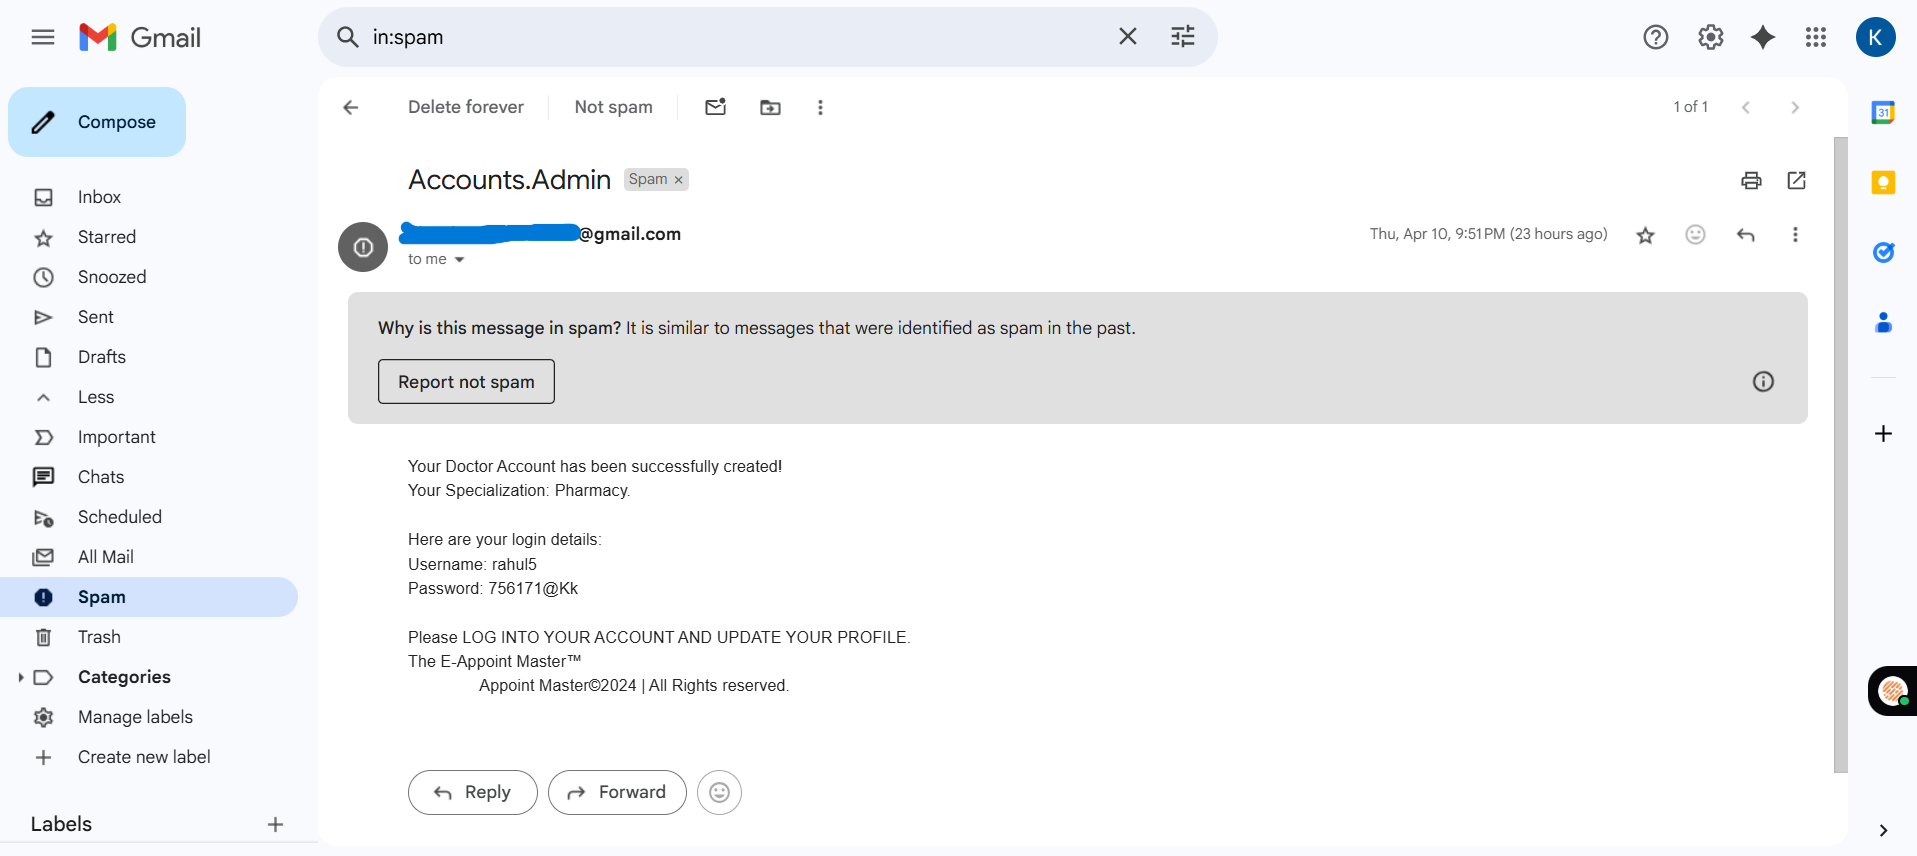 Gmail
in:spam
K
Compose
Inbox
Starred
Snoozed
Sent
Drafts
Less
Important
Chats
Scheduled
All Mail
Spam
Trash
Categories
Manage labels
Create new label
Labels
Delete forever
Not spam
1 of 1
Accounts.Admin
Spam
@gmail.com
Thu, Apr 10, 9:51 PM (23 hours ago)
to me
Why is this message in spam? It is similar to messages that were identified as spam in the past.
Report not spam
Your Doctor Account has been successfully created!
Your Specialization: Pharmacy.
Here are your login details:
Username: rahul5
Password: 756171@Kk
Please LOG INTO YOUR ACCOUNT AND UPDATE YOUR PROFILE.
The E-Appoint Master™
Appoint Master©2024 | All Rights reserved.
Reply
Forward
31